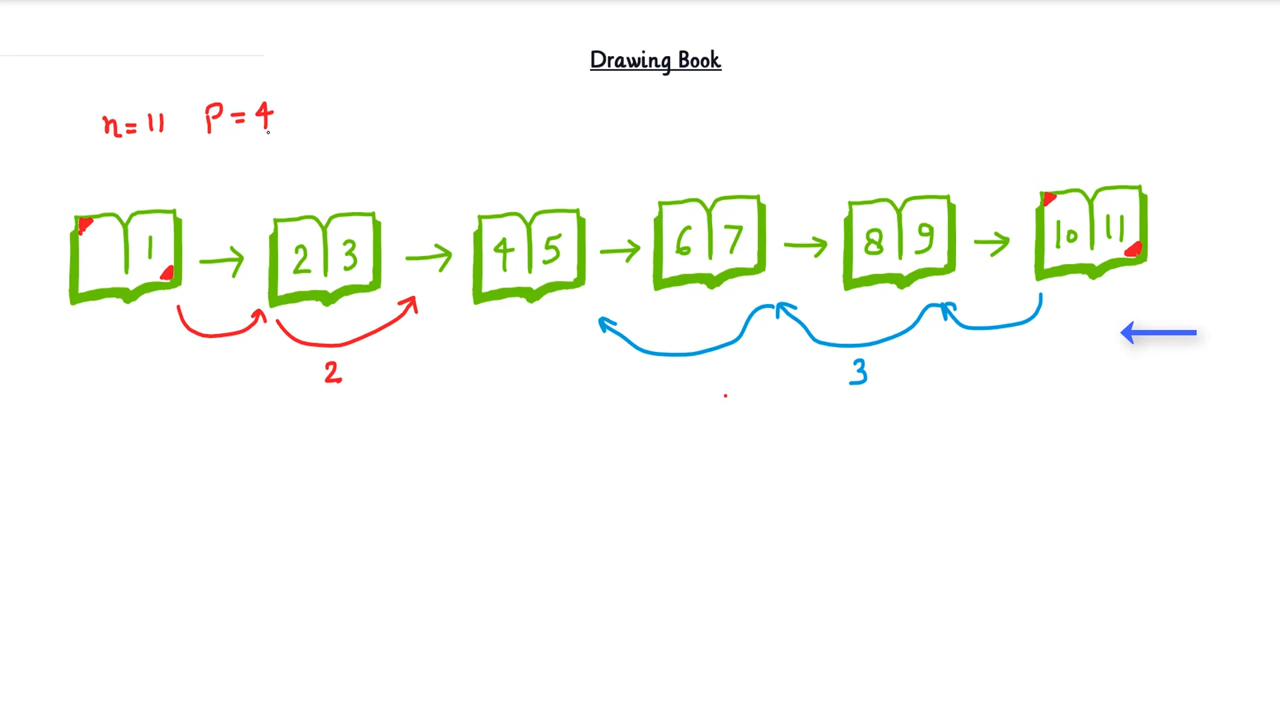 Drawing Book
n = 11 P = 4
1 → 2 3 → 4 5 → 6 7 → 8 9 → 10 11
2 3